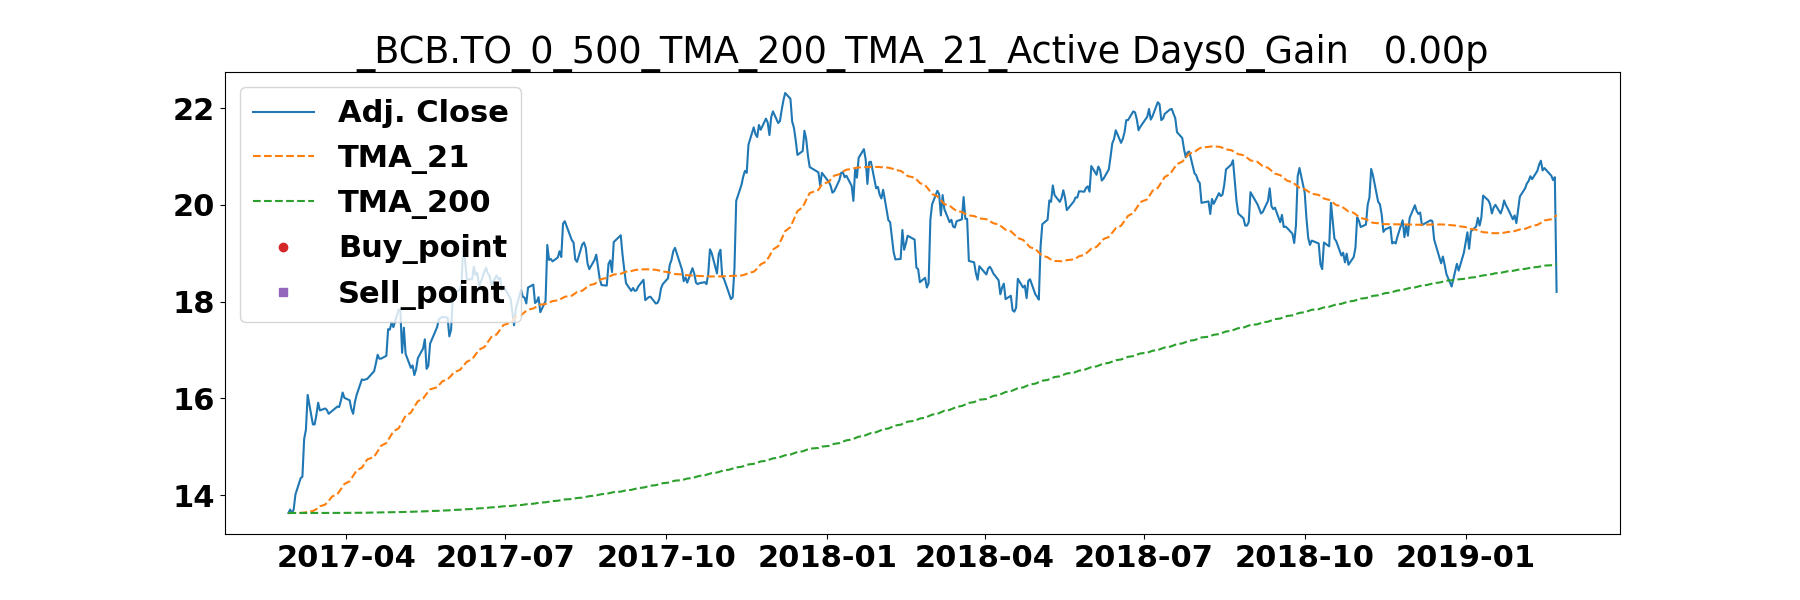 _BCB.TO_0_500_TMA_200_TMA_21_Active Days0_Gain   0.00p
Adj. Close
TMA_21
TMA_200
Buy_point
Sell_point
22
20
18
16
14
2017-04 2017-07 2017-10 2018-01 2018-04 2018-07 2018-10 2019-01